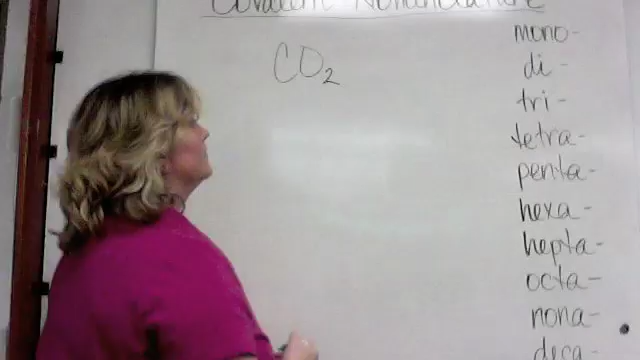 Covalent Nomenclature
CO2
mono-
di-
tri-
tetra-
penta-
hexa-
hepta-
octa-
nona-
deca-